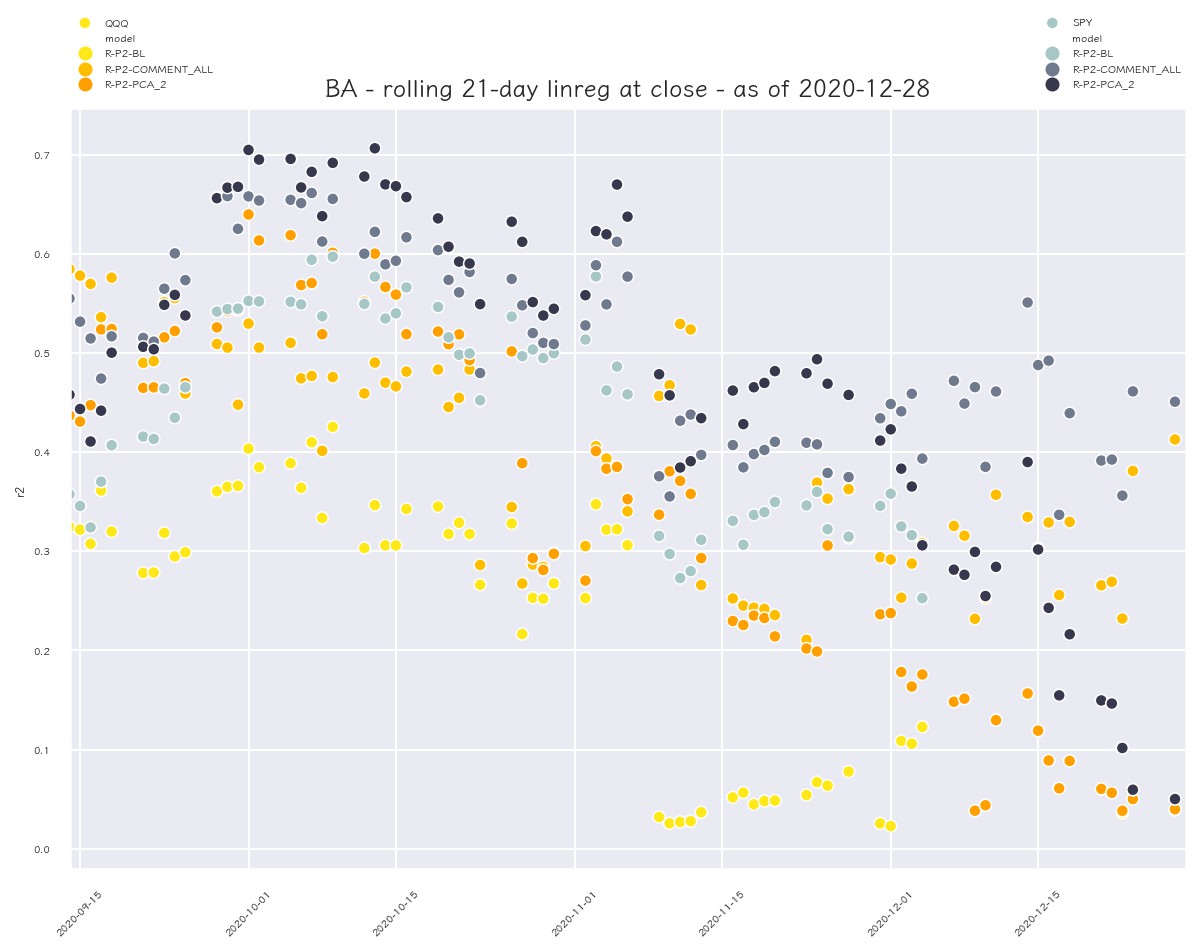 QQQ
model
R-P2-BL
R-P2-COMMENT_ALL
R-P2-PCA_2
SPY
model
R-P2-BL
R-P2-COMMENT_ALL
R-P2-PCA_2
BA - rolling 21-day linreg at close - as of 2020-12-28
r2
0.7
0.6
0.5
0.4
0.3
0.2
0.1
0.0
2020-09-15
2020-10-01
2020-10-15
2020-11-01
2020-11-15
2020-12-01
2020-12-15